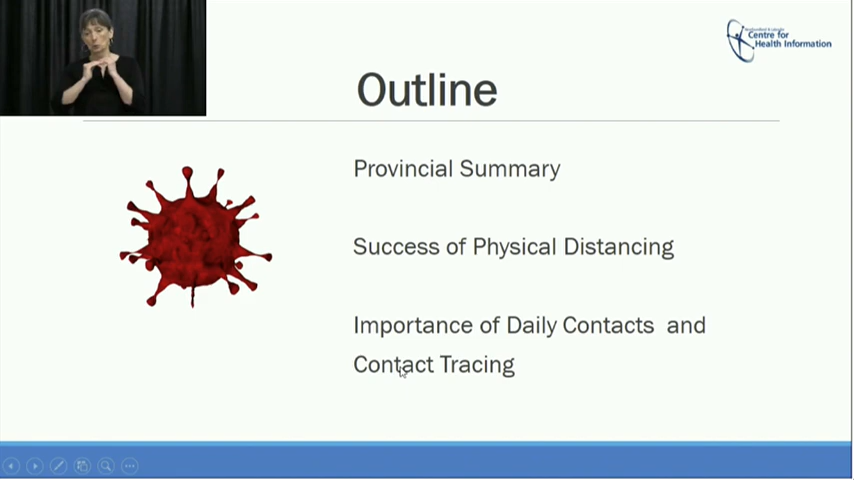 Centre for
Health Information
Outline
Provincial Summary
Success of Physical Distancing
Importance of Daily Contacts and
Contact Tracing